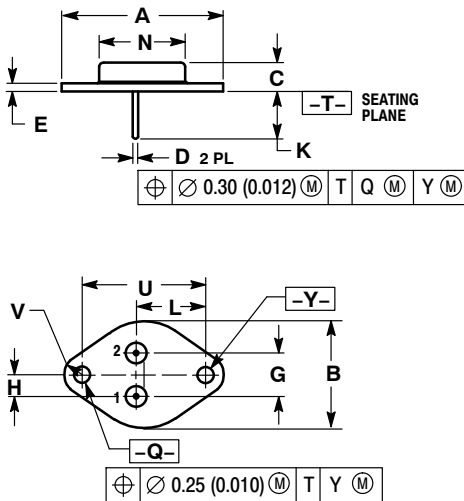 A
N
C
E
–T– SEATING PLANE
D 2 PL
K
⌖ ∅ 0.30 (0.012) Ⓜ T Q Ⓜ Y Ⓜ
U
L
V
–Y–
2
H
G
B
1
–Q–
⌖ ∅ 0.25 (0.010) Ⓜ T Y Ⓜ